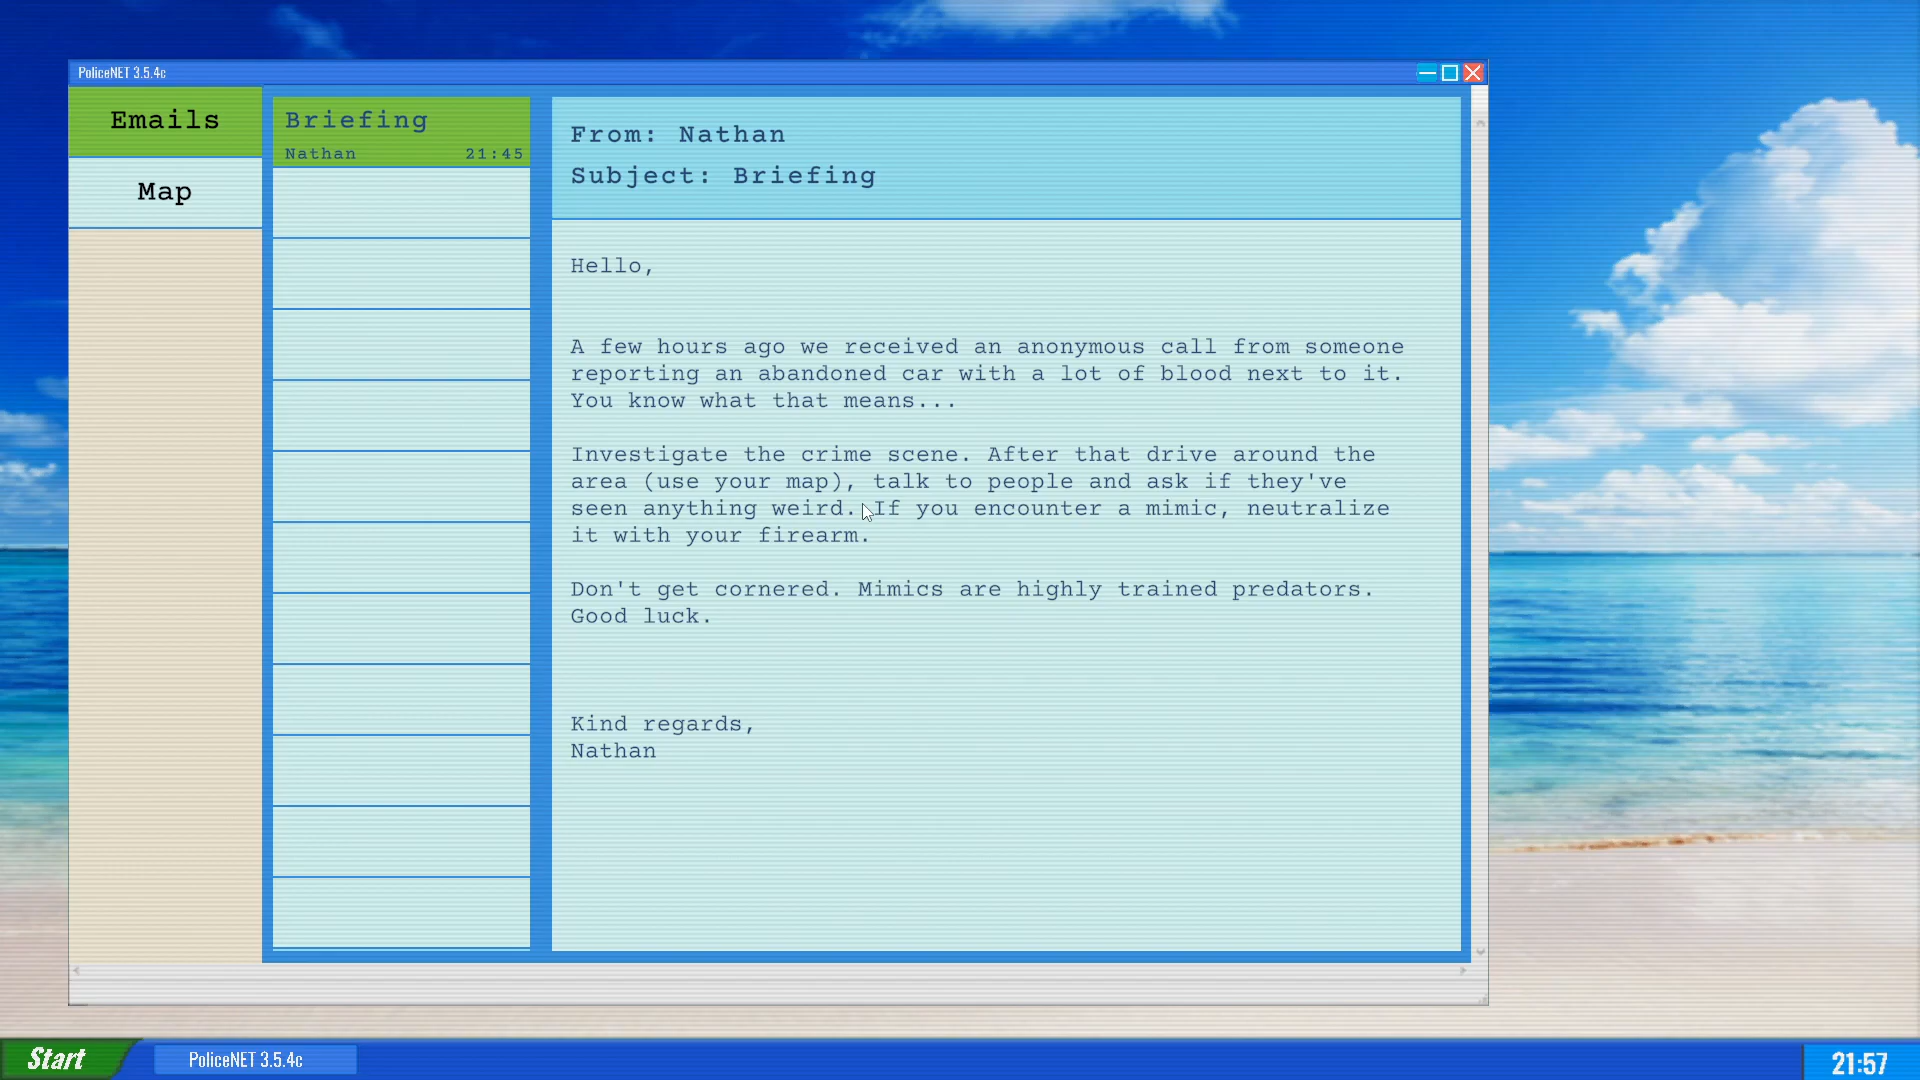 PoliceNET 3.5.4c
Emails
Map
Briefing
Nathan 21:45
From: Nathan
Subject: Briefing
Hello,
A few hours ago we received an anonymous call from someone
reporting an abandoned car with a lot of blood next to it.
You know what that means...
Investigate the crime scene. After that drive around the
area (use your map), talk to people and ask if they've
seen anything weird. If you encounter a mimic, neutralize
it with your firearm.
Don't get cornered. Mimics are highly trained predators.
Good luck.
Kind regards,
Nathan
Start
PoliceNET 3.5.4c
21:57